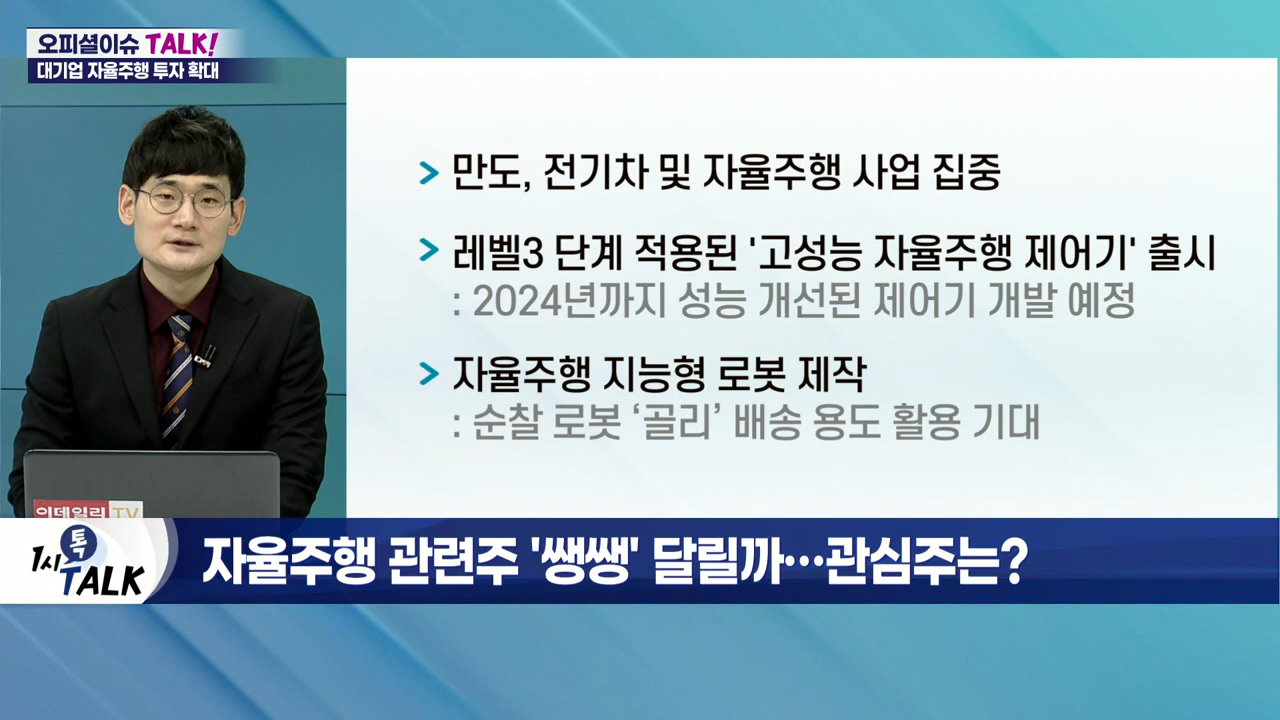 오피셜이슈 TALK!
대기업 자율주행 투자 확대
> 만도, 전기차 및 자율주행 사업 집중
> 레벨3 단계 적용된 '고성능 자율주행 제어기' 출시
: 2024년까지 성능 개선된 제어기 개발 예정
> 자율주행 지능형 로봇 제작
: 순찰 로봇 ‘골리’ 배송 용도 활용 기대
이데일리 TV
1시 톡 TALK
자율주행 관련주 '쌩쌩' 달릴까…관심주는?